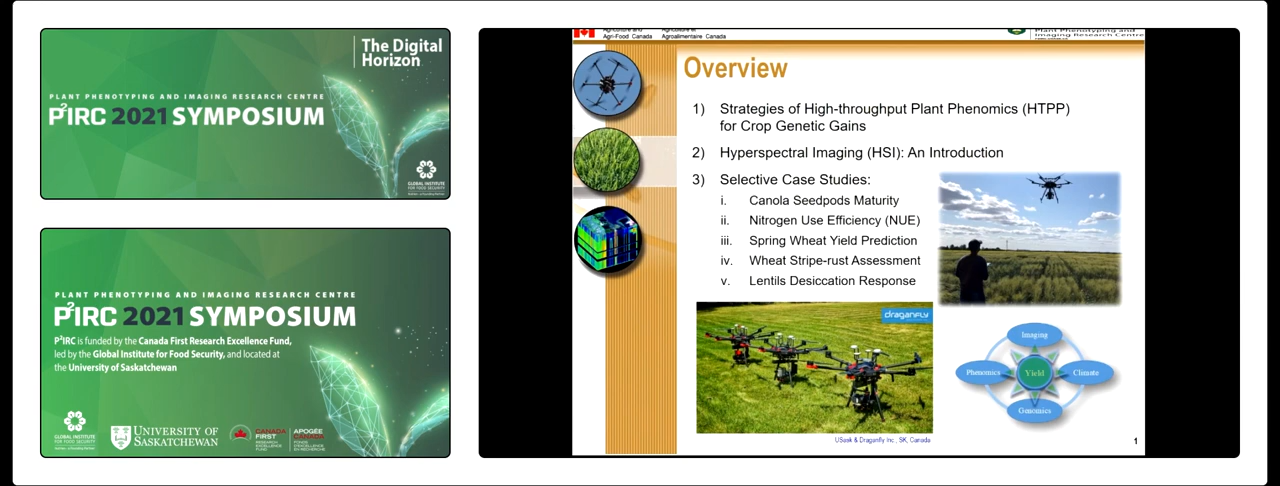 The Digital
Horizon
PLANT PHENOTYPING AND IMAGING RESEARCH CENTRE
P²IRC 2021 SYMPOSIUM
GLOBAL INSTITUTE
FOR FOOD SECURITY
PLANT PHENOTYPING AND IMAGING RESEARCH CENTRE
P²IRC 2021 SYMPOSIUM
P²IRC is funded by the Canada First Research Excellence Fund,
led by the Global Institute for Food Security, and located at
the University of Saskatchewan
GLOBAL INSTITUTE
FOR FOOD SECURITY
UNIVERSITY OF
SASKATCHEWAN
CANADA
FIRST
RESEARCH
EXCELLENCE
FUND
APOGÉE
CANADA
FONDS
D'EXCELLENCE
EN RECHERCHE
Agriculture and Agriculture et
Agri-Food Canada Agroalimentaire Canada
Plant Phenotyping and
Imaging Research Centre
Overview
1) Strategies of High-throughput Plant Phenomics (HTPP)
for Crop Genetic Gains
2) Hyperspectral Imaging (HSI): An Introduction
3) Selective Case Studies:
i. Canola Seedpods Maturity
ii. Nitrogen Use Efficiency (NUE)
iii. Spring Wheat Yield Prediction
iv. Wheat Stripe-rust Assessment
v. Lentils Desiccation Response
draganfly
USask & Draganfly Inc., SK, Canada
Imaging
Phenomics
Yield
Climate
Genomics
1